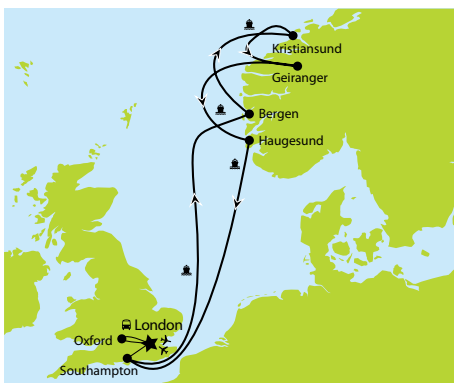 Kristiansund
Geiranger
Bergen
Haugesund
London
Oxford
Southampton